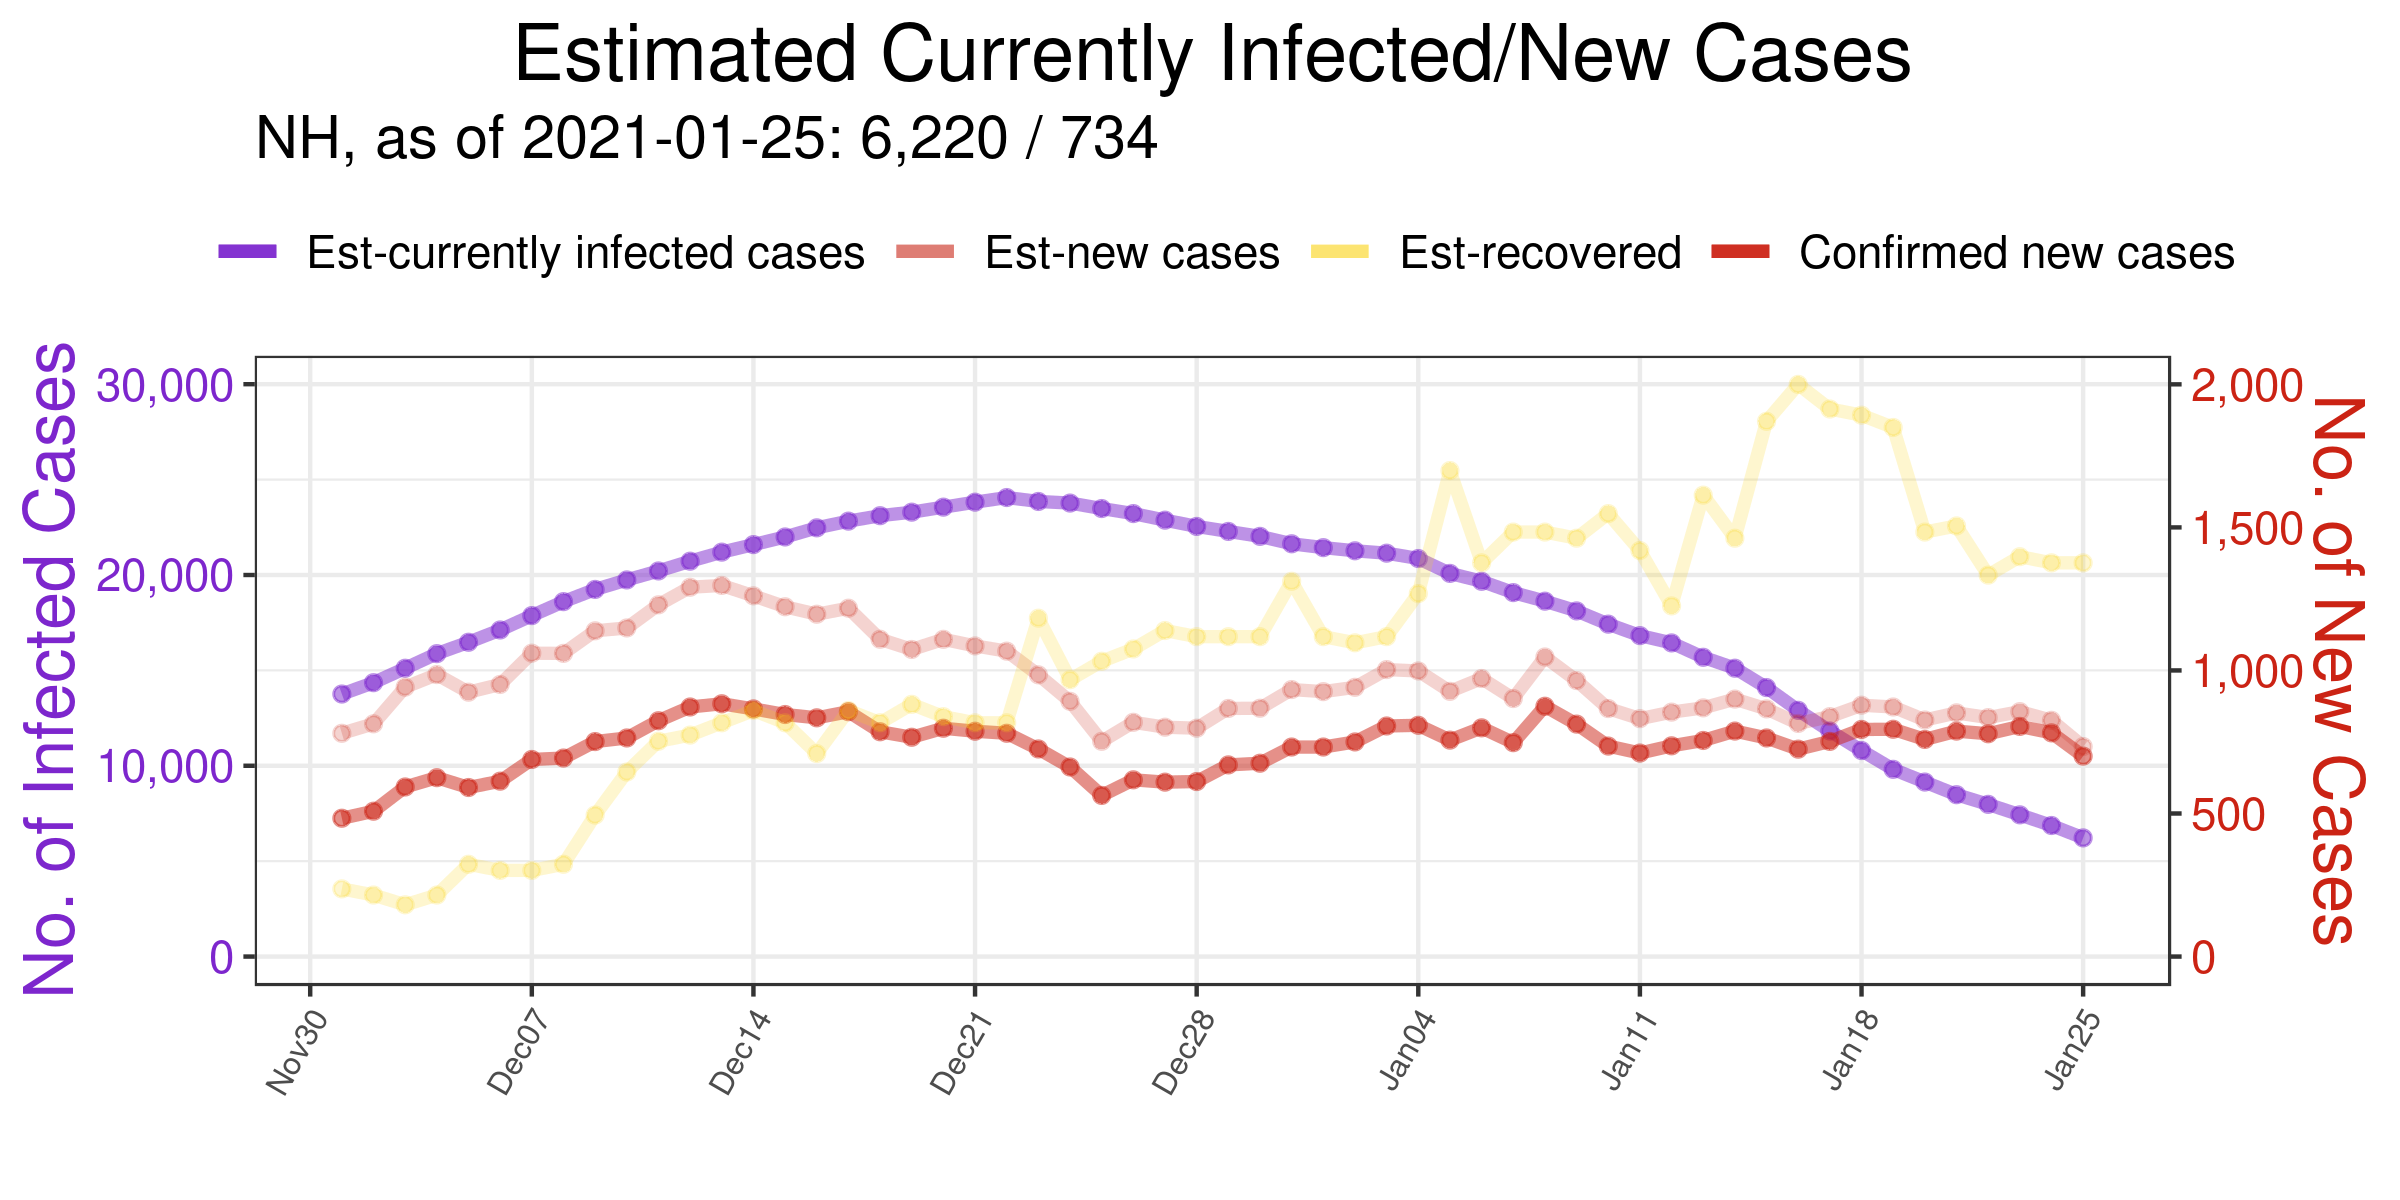 Estimated Currently Infected/New Cases
NH, as of 2021-01-25: 6,220 / 734
Est-currently infected cases Est-new cases Est-recovered Confirmed new cases
No. of Infected Cases
30,000
20,000
10,000
0
2,000
1,500
1,000
500
0
No. of New Cases
Nov30 Dec07 Dec14 Dec21 Dec28 Jan04 Jan11 Jan18 Jan25